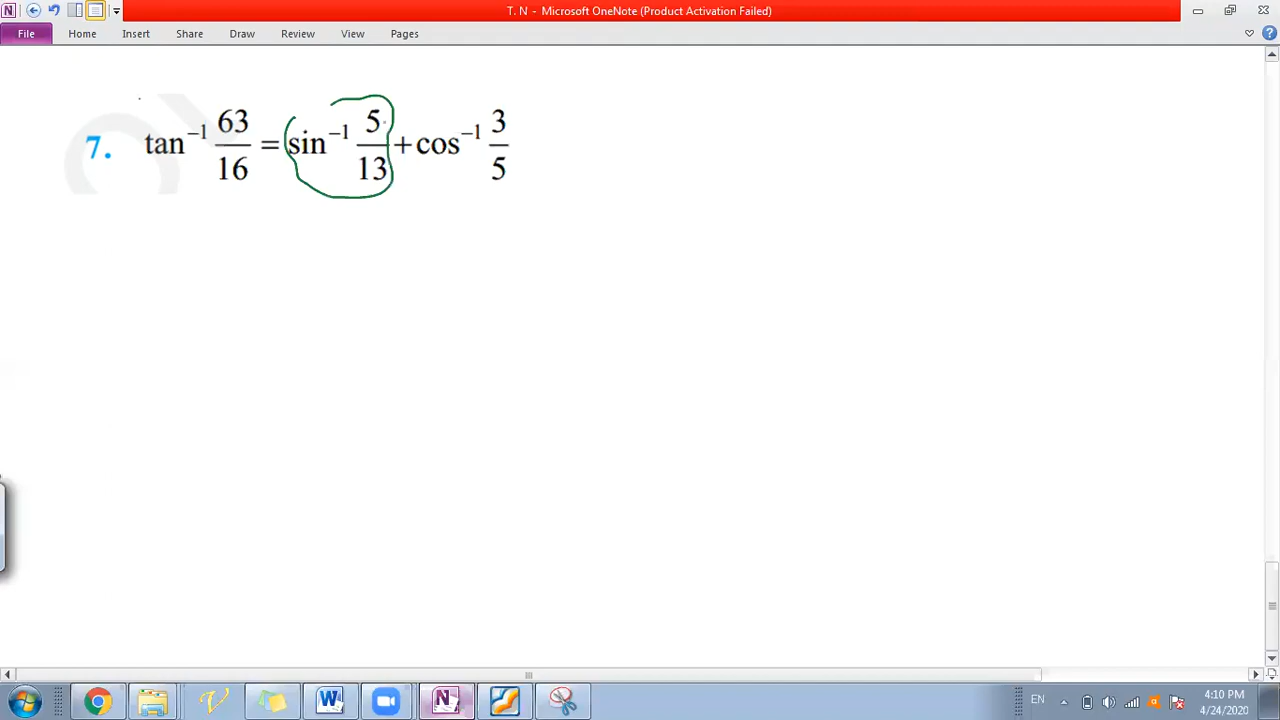 T. N - Microsoft OneNote (Product Activation Failed)
File Home Insert Share Draw Review View Pages
7. tan⁻¹ 63/16 = sin⁻¹ 5/13 + cos⁻¹ 3/5
EN
4:10 PM
4/24/2020